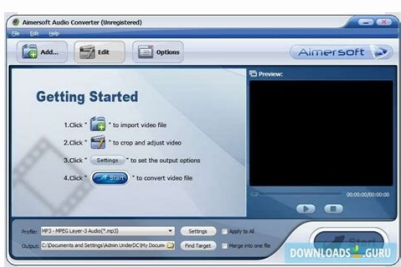 Aimersoft Audio Converter (Unregistered)
File Edit Help
Add...
Edit
Options
Aimersoft
Getting Started
1.Click " " to import video file
2.Click " " to crop and adjust video
3.Click " Settings " to set the output options
4.Click " Start " to convert video file
Preview:
00:00:00/00:00:00
Profile: MP3 - MPEG Layer-3 Audio(*.mp3)
Settings
Apply to All
Output: C:\Documents and Settings\Admin UnderDC\My Docum
Find Target
Merge into one file
Start
DOWNLOADS GURU